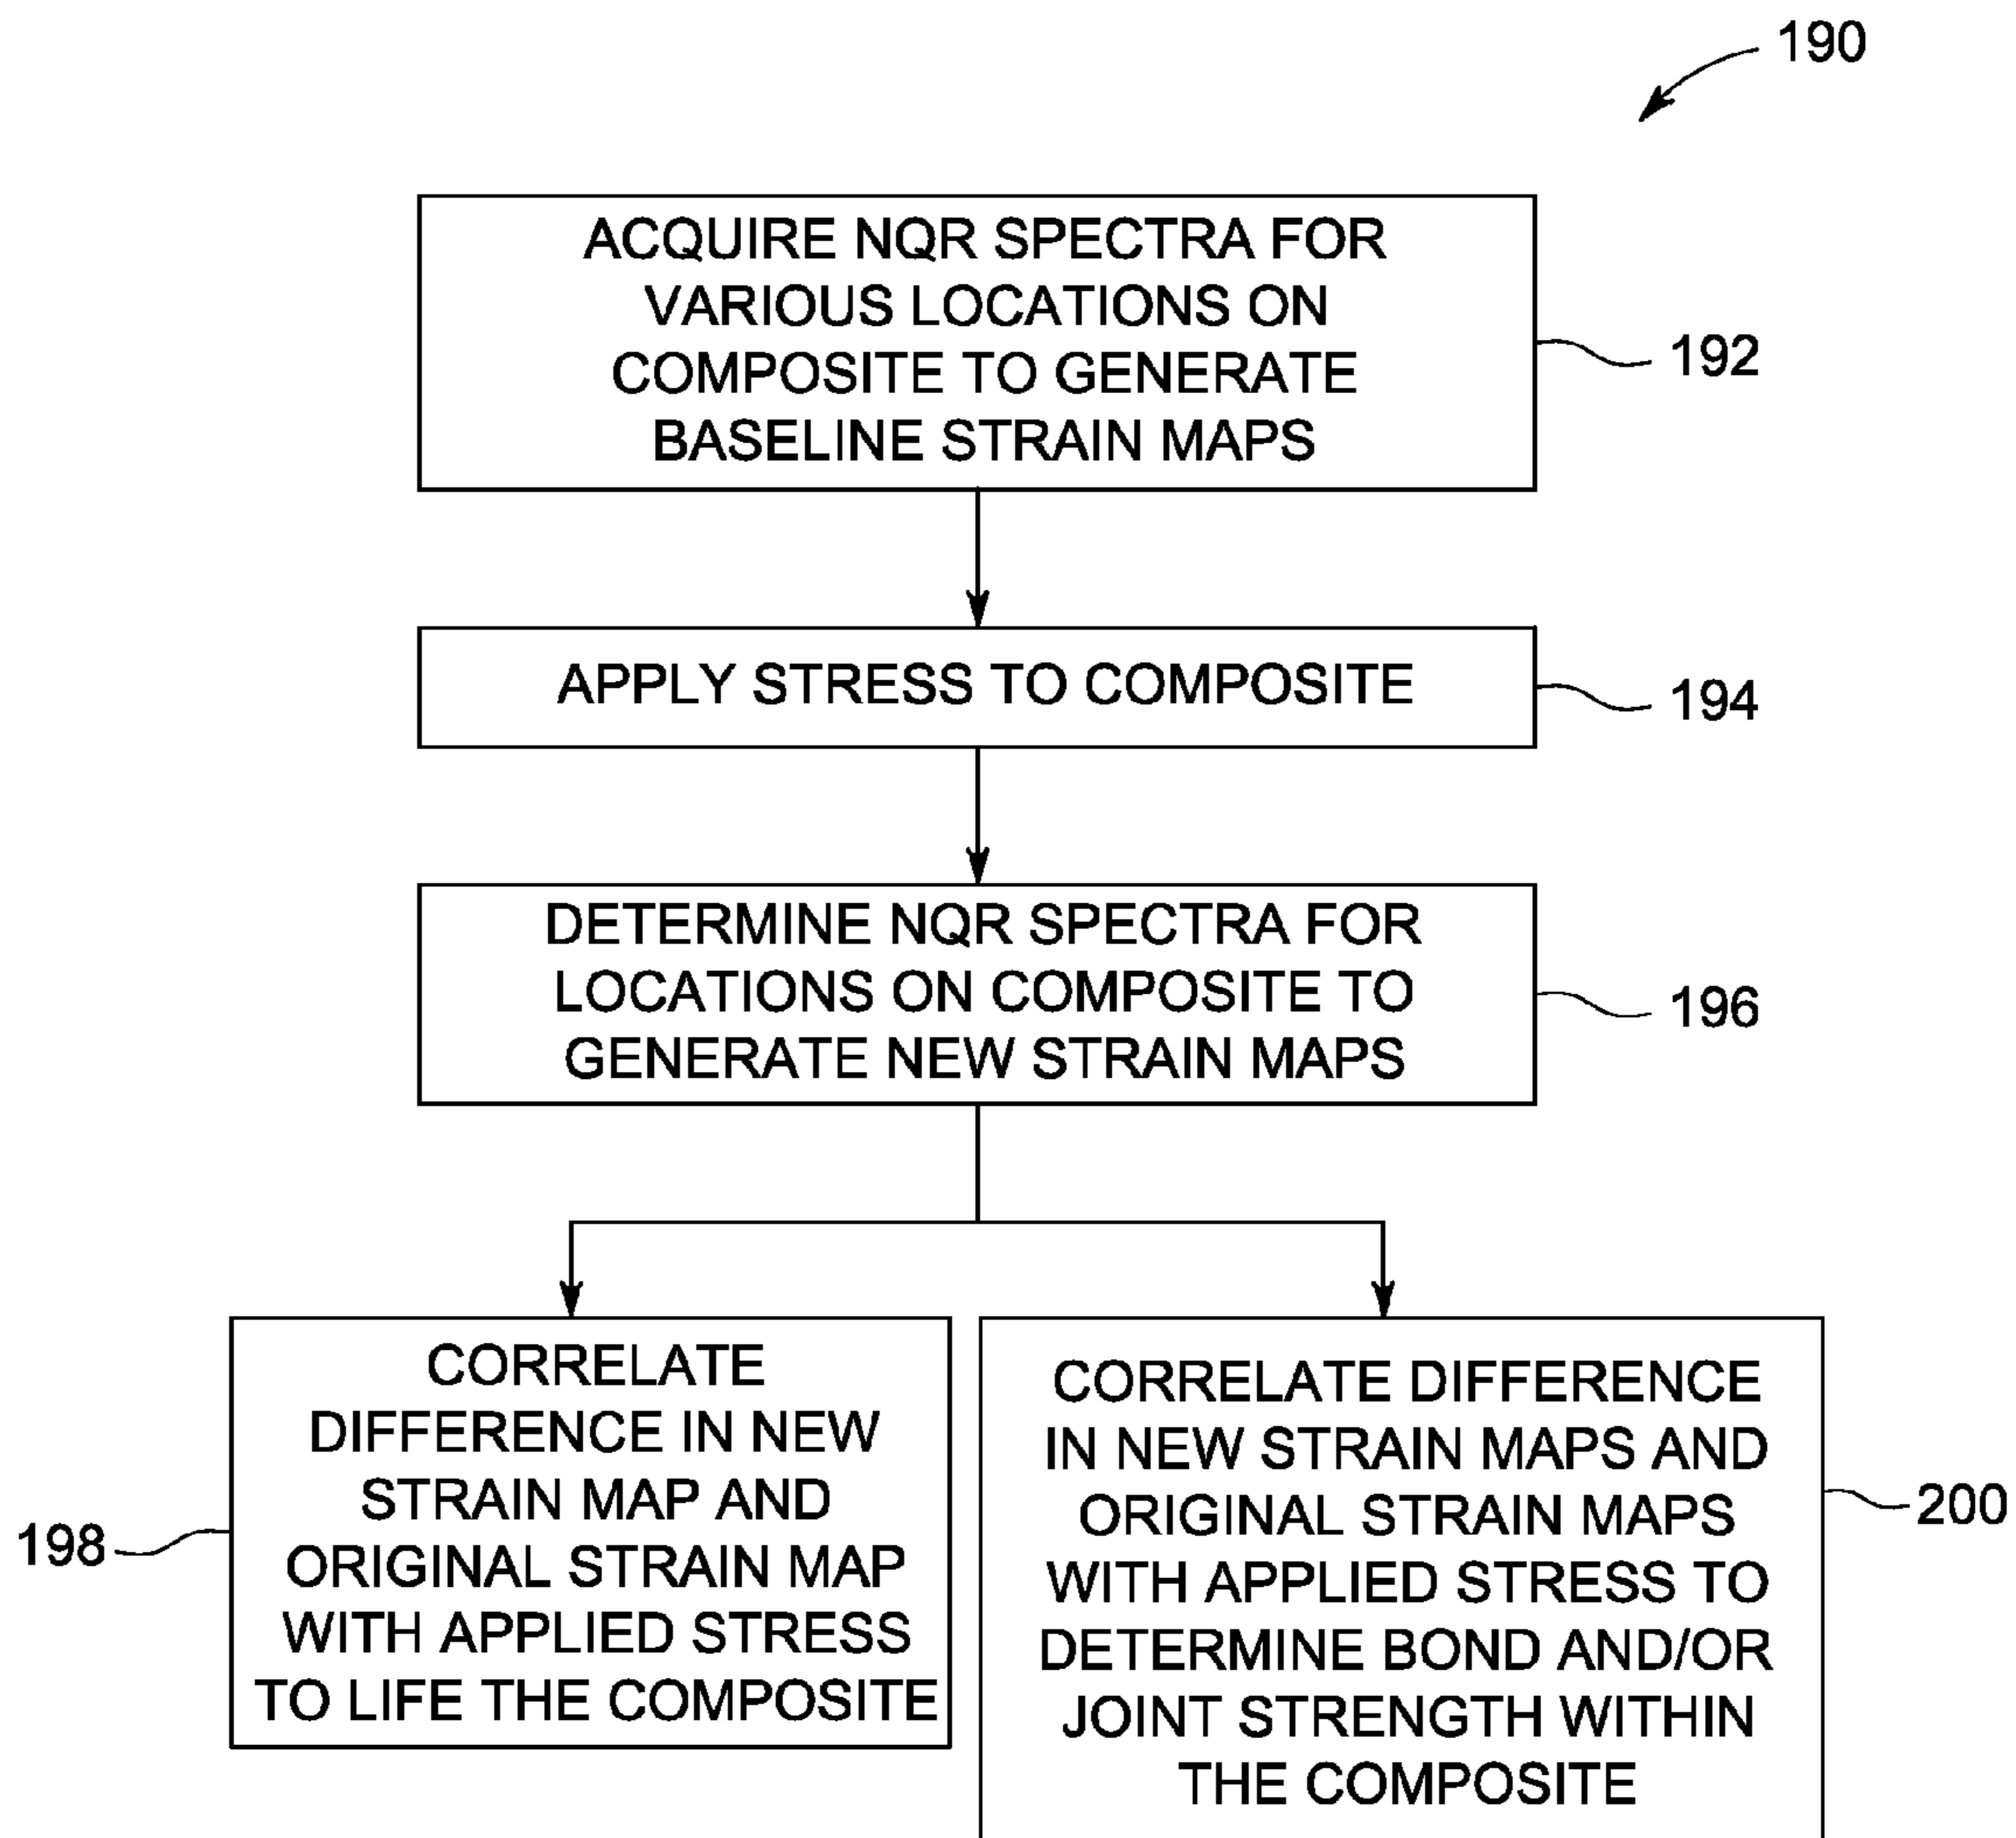 190
ACQUIRE NQR SPECTRA FOR
VARIOUS LOCATIONS ON
COMPOSITE TO GENERATE
BASELINE STRAIN MAPS
192
APPLY STRESS TO COMPOSITE
194
DETERMINE NQR SPECTRA FOR
LOCATIONS ON COMPOSITE TO
GENERATE NEW STRAIN MAPS
196
CORRELATE
DIFFERENCE IN NEW
STRAIN MAP AND
ORIGINAL STRAIN MAP
WITH APPLIED STRESS
TO LIFE THE COMPOSITE
198
CORRELATE DIFFERENCE
IN NEW STRAIN MAPS AND
ORIGINAL STRAIN MAPS
WITH APPLIED STRESS TO
DETERMINE BOND AND/OR
JOINT STRENGTH WITHIN
THE COMPOSITE
200